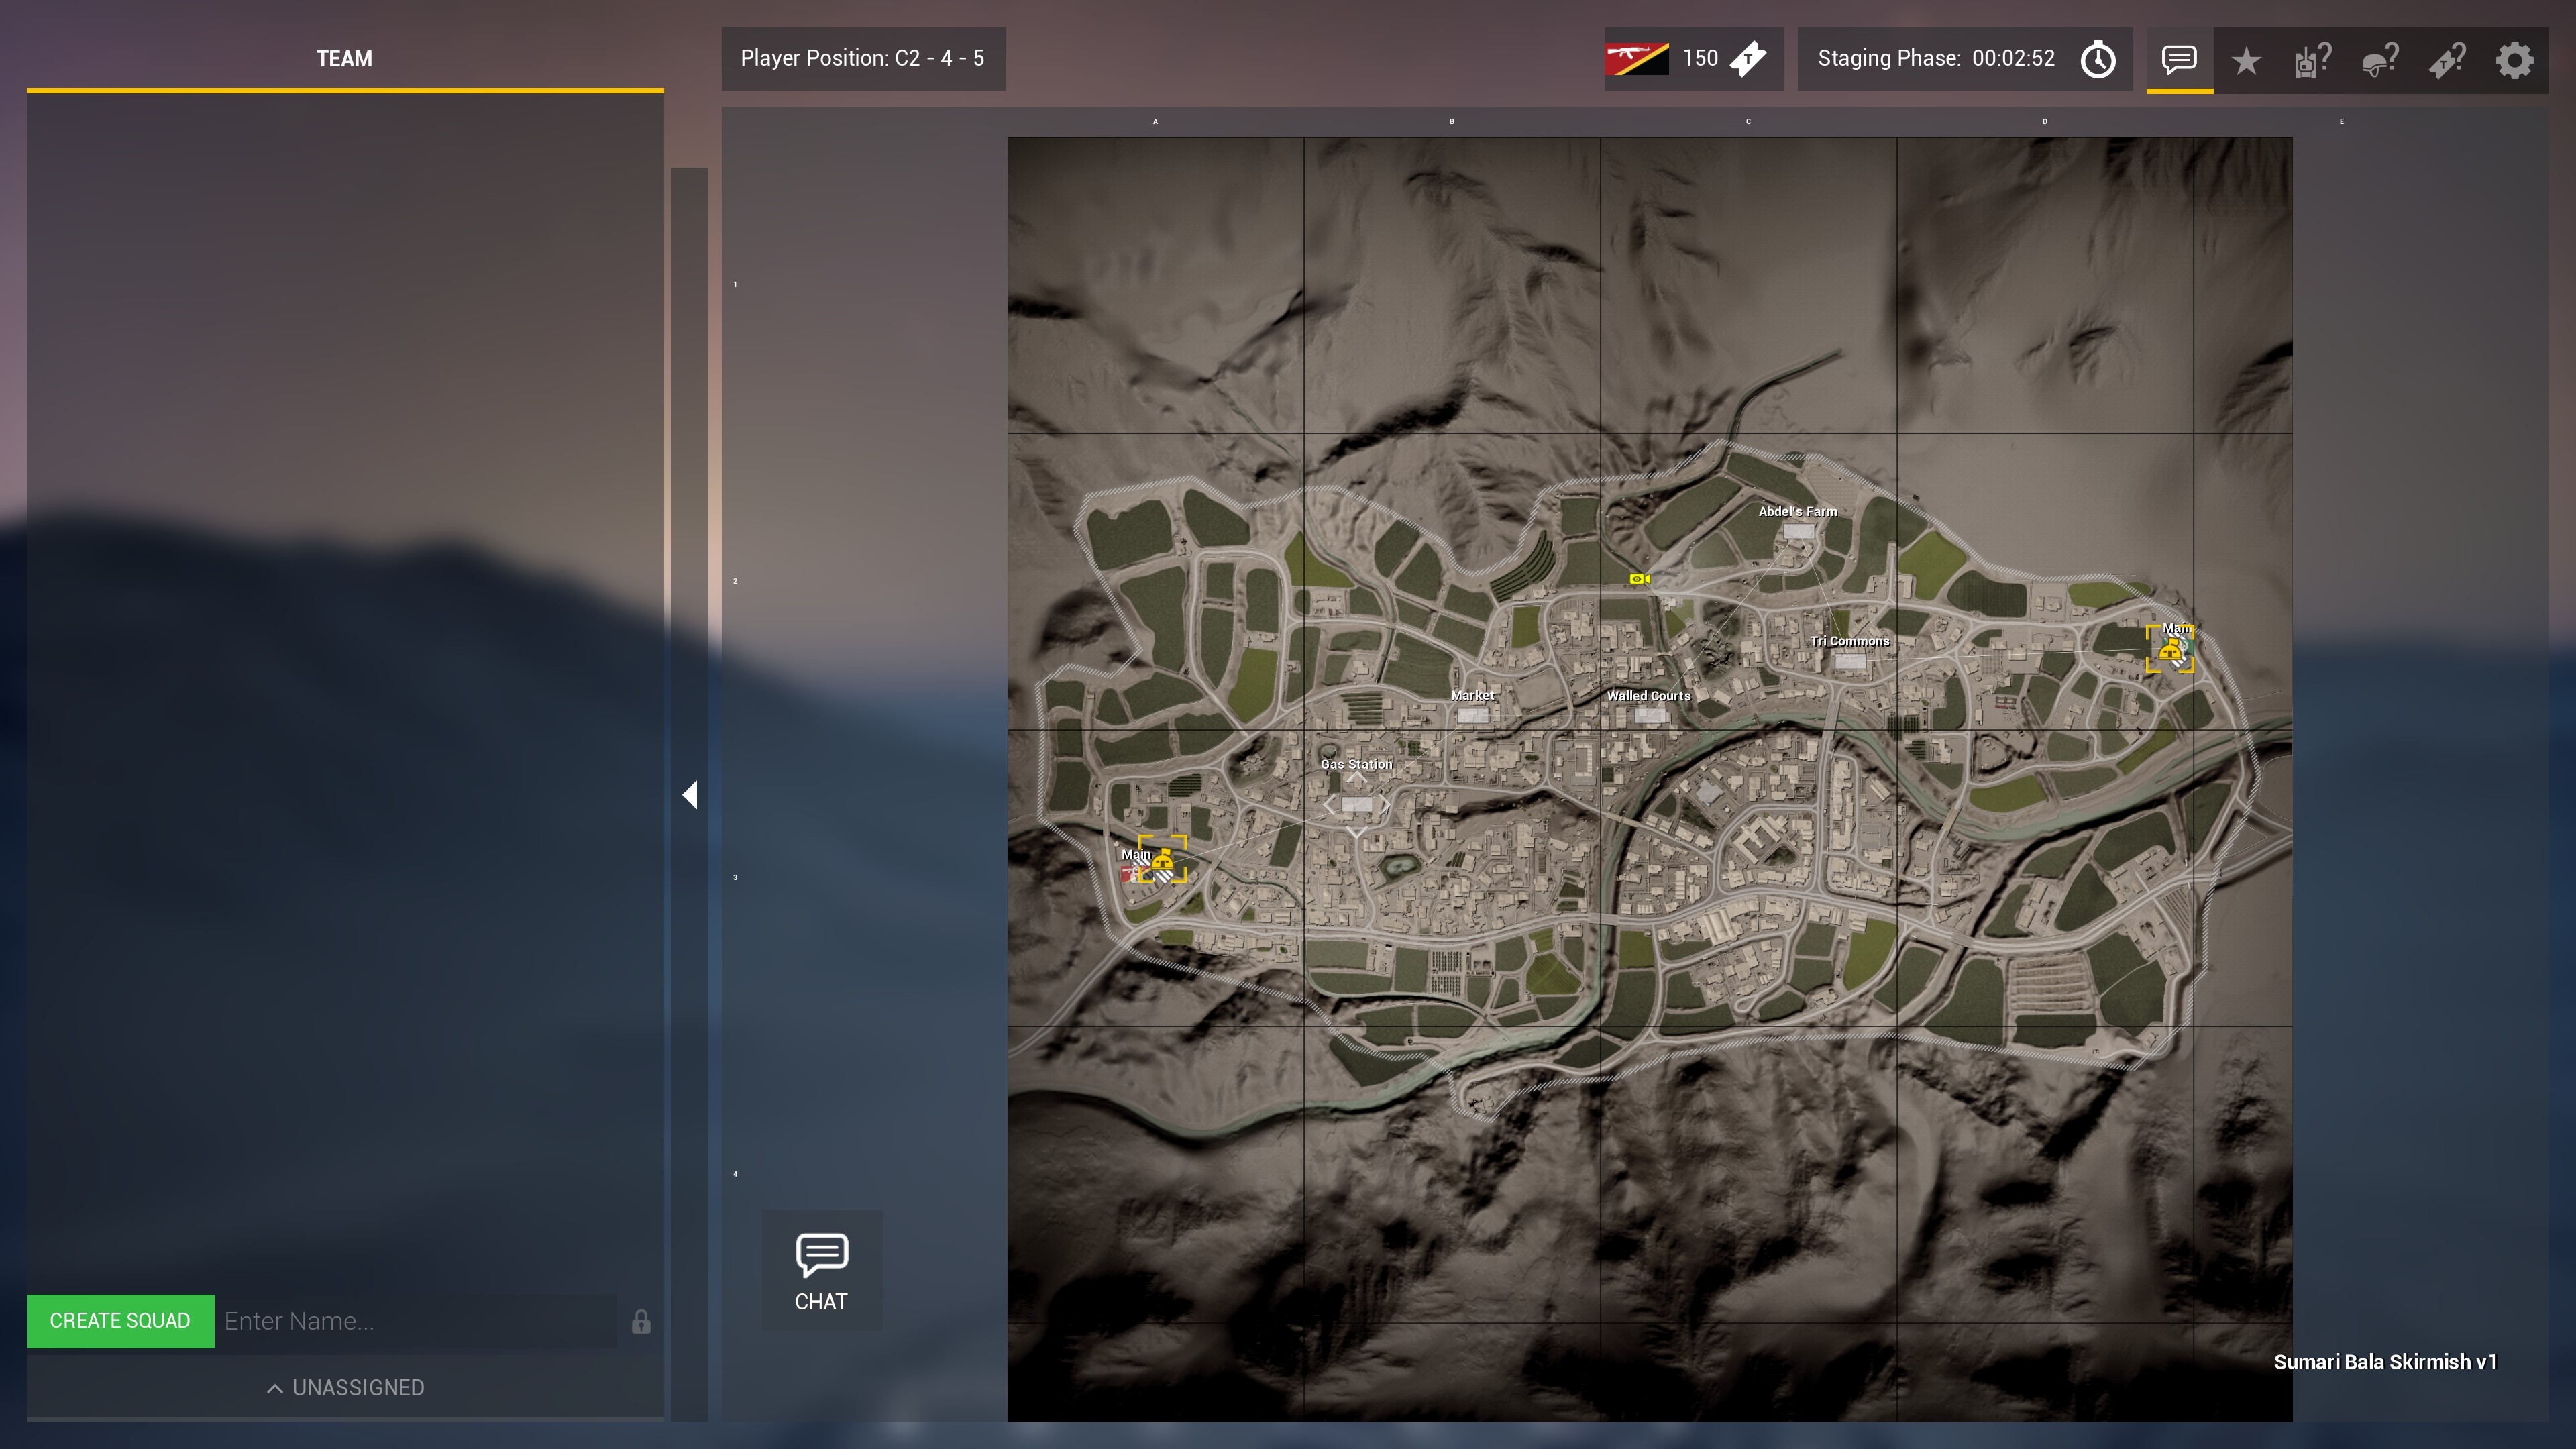 TEAM
Player Position: C2 - 4 - 5
150
T
Staging Phase: 00:02:52
?
?
T?
A
B
C
D
E
1
2
3
4
Abdel's Farm
Main
Tri Commons
Market
Walled Courts
Gas Station
Main
CHAT
CREATE SQUAD
Enter Name...
UNASSIGNED
Sumari Bala Skirmish v1